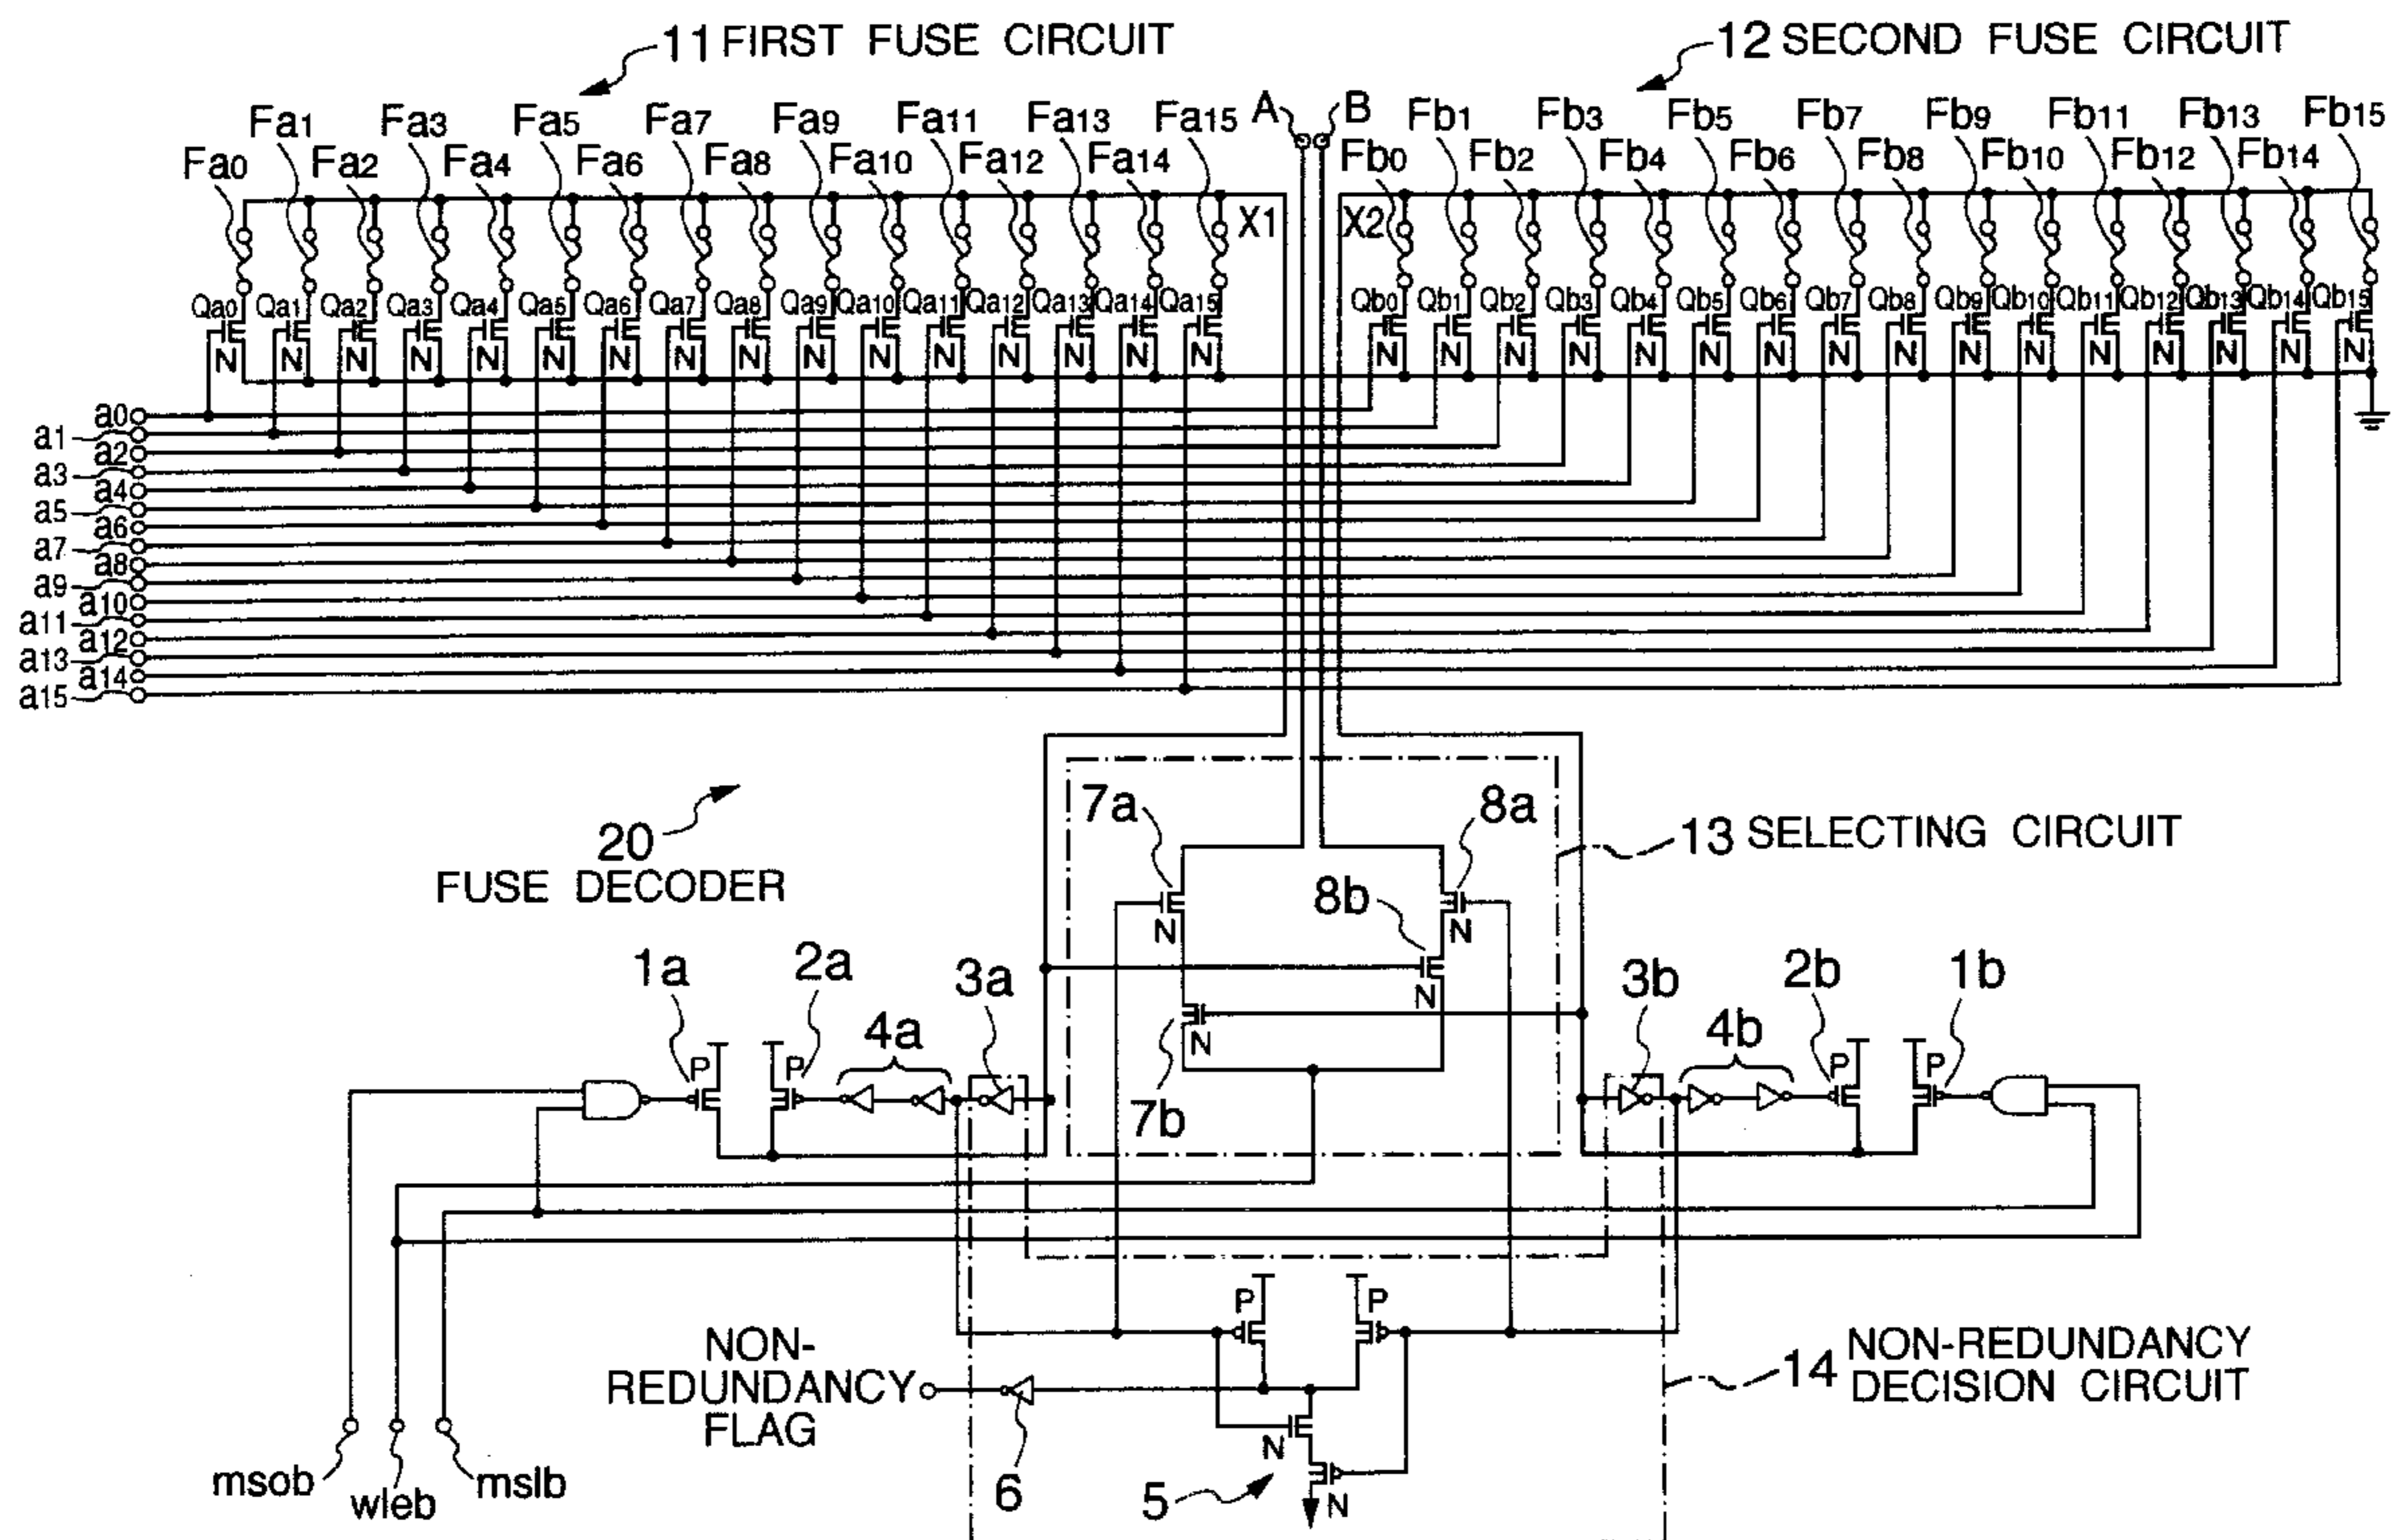 11 FIRST FUSE CIRCUIT
12 SECOND FUSE CIRCUIT
Fa1 Fa3 Fa5 Fa7 Fa9 Fa11 Fa13 Fa15 A B Fb1 Fb3 Fb5 Fb7 Fb9 Fb11 Fb13 Fb15
Fa0 Fa2 Fa4 Fa6 Fa8 Fa10 Fa12 Fa14 Fb0 Fb2 Fb4 Fb6 Fb8 Fb10 Fb12 Fb14
X1 X2
Qa0 Qa1 Qa2 Qa3 Qa4 Qa5 Qa6 Qa7 Qa8 Qa9 Qa10 Qa11 Qa12 Qa13 Qa14 Qa15 Qb0 Qb1 Qb2 Qb3 Qb4 Qb5 Qb6 Qb7 Qb8 Qb9 Qb10 Qb11 Qb12 Qb13 Qb14 Qb15
N N N N N N N N N N N N N N N N N N N N N N N N N N N N N N N N
a0
a1
a2
a3
a4
a5
a6
a7
a8
a9
a10
a11
a12
a13
a14
a15
7a 8a
13 SELECTING CIRCUIT
20
FUSE DECODER
8b
N N
1a 2a 3a 3b 2b 1b
N
4a 4b
N
P P P P
7b
P P
NON-
REDUNDANCY
FLAG
14 NON-REDUNDANCY
DECISION CIRCUIT
N
msob wleb mslb
6 5 N